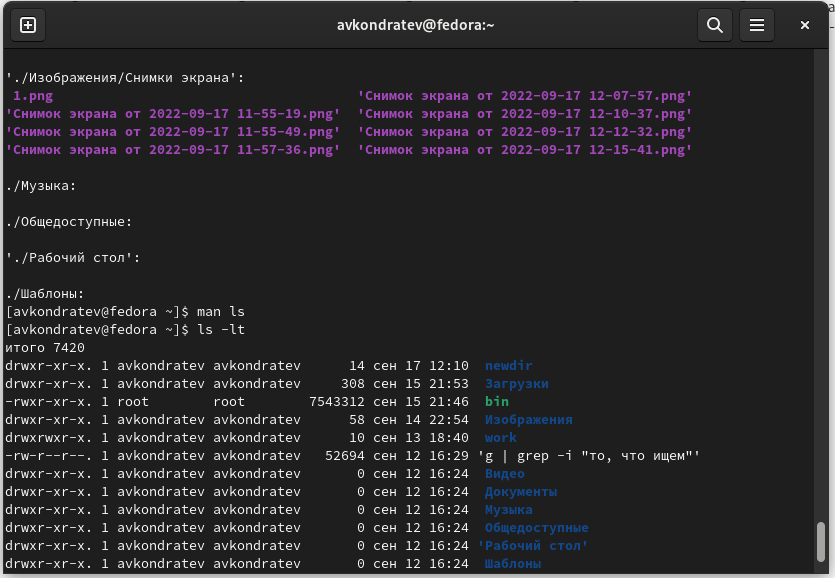 avkondratev@fedora:~
'./Изображения/Снимки экрана':
1.png 'Снимок экрана от 2022-09-17 12-07-57.png'
'Снимок экрана от 2022-09-17 11-55-19.png' 'Снимок экрана от 2022-09-17 12-10-37.png'
'Снимок экрана от 2022-09-17 11-55-49.png' 'Снимок экрана от 2022-09-17 12-12-32.png'
'Снимок экрана от 2022-09-17 11-57-36.png' 'Снимок экрана от 2022-09-17 12-15-41.png'
./Музыка:
./Общедоступные:
'./Рабочий стол':
./Шаблоны:
[avkondratev@fedora ~]$ man ls
[avkondratev@fedora ~]$ ls -lt
итого 7420
drwxr-xr-x. 1 avkondratev avkondratev 14 сен 17 12:10 newdir
drwxr-xr-x. 1 avkondratev avkondratev 308 сен 15 21:53 Загрузки
-rwxr-xr-x. 1 root root 7543312 сен 15 21:46 bin
drwxr-xr-x. 1 avkondratev avkondratev 58 сен 14 22:54 Изображения
drwxrwxr-x. 1 avkondratev avkondratev 10 сен 13 18:40 work
-rw-r--r--. 1 avkondratev avkondratev 52694 сен 12 16:29 'g | grep -i "то, что ищем"'
drwxr-xr-x. 1 avkondratev avkondratev 0 сен 12 16:24 Видео
drwxr-xr-x. 1 avkondratev avkondratev 0 сен 12 16:24 Документы
drwxr-xr-x. 1 avkondratev avkondratev 0 сен 12 16:24 Музыка
drwxr-xr-x. 1 avkondratev avkondratev 0 сен 12 16:24 Общедоступные
drwxr-xr-x. 1 avkondratev avkondratev 0 сен 12 16:24 'Рабочий стол'
drwxr-xr-x. 1 avkondratev avkondratev 0 сен 12 16:24 Шаблоны